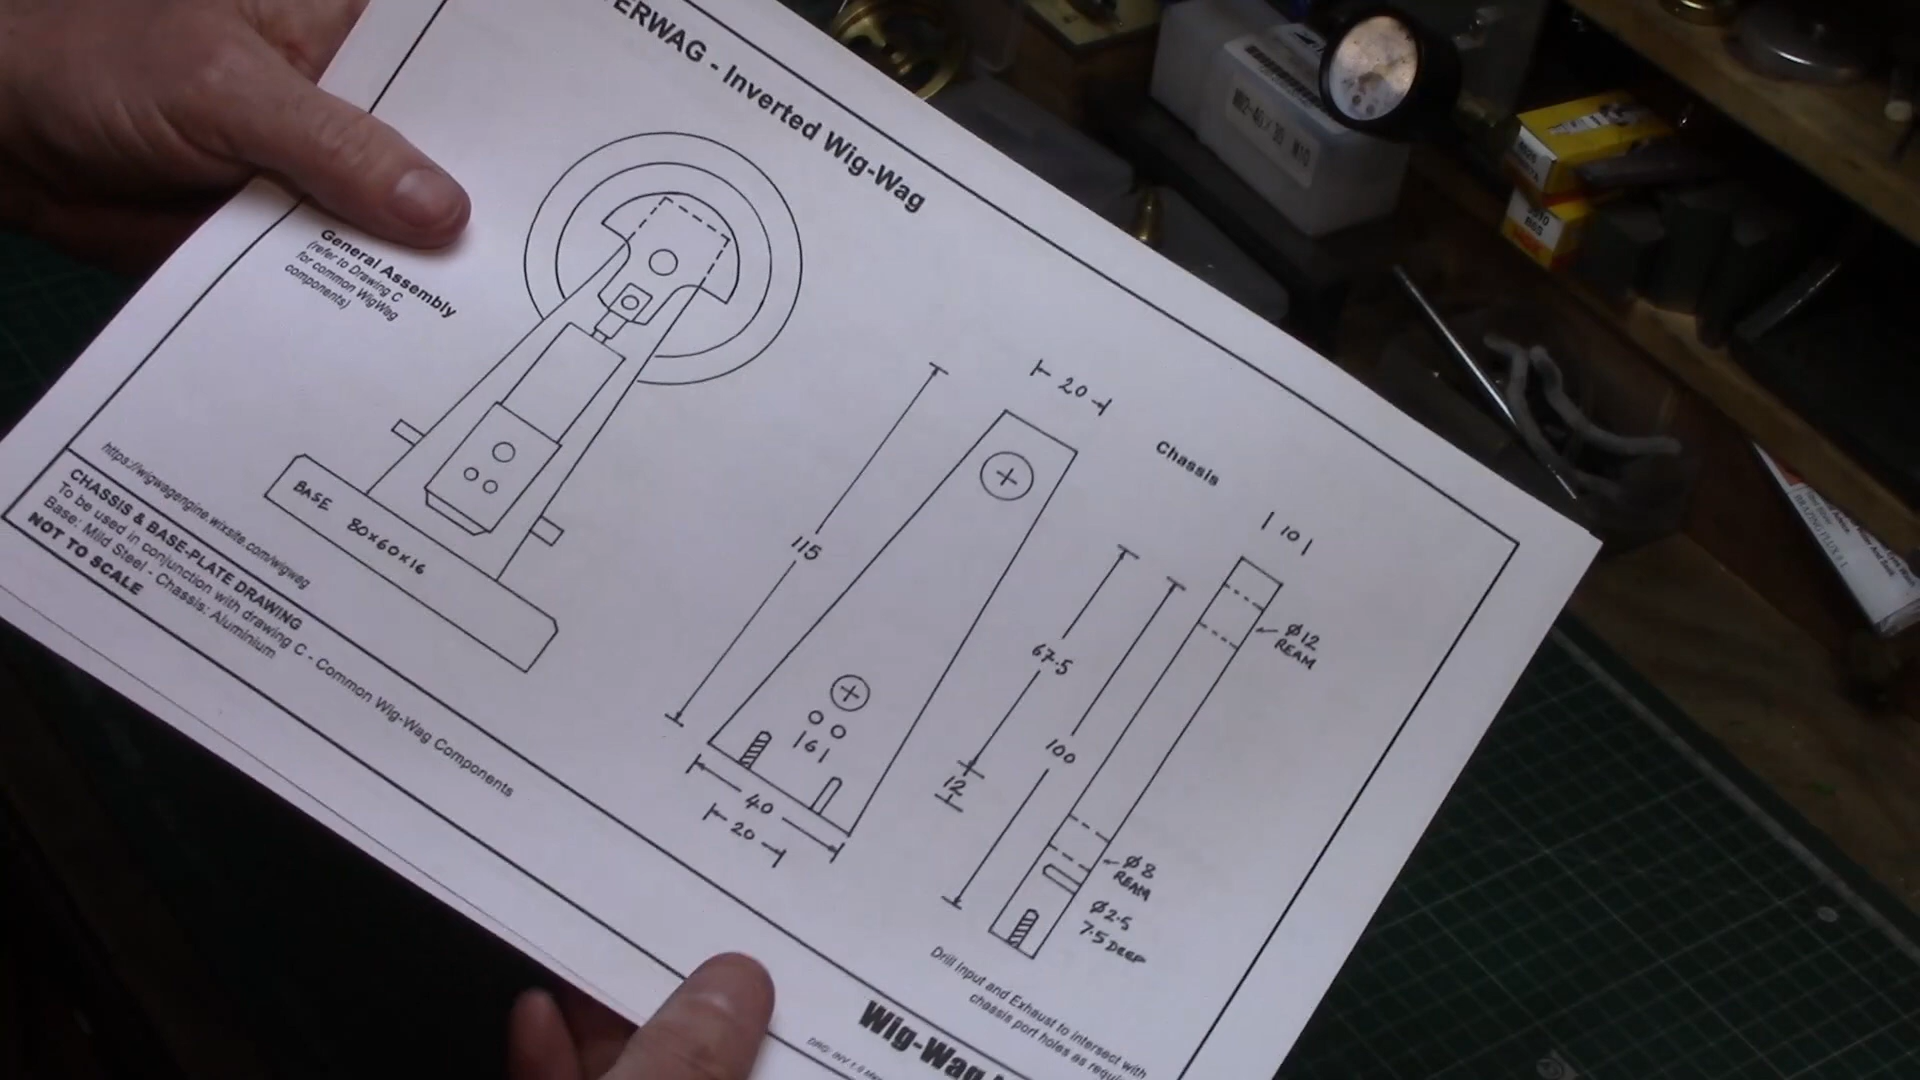 - Inverted Wig-Wag
General Assembly
(refer to Drawing C
for common WigWag
components)
BASE 80x60x16
https://wigwagengine.wixsite.com/wigwag
CHASSIS & BASE-PLATE DRAWING
To be used in conjunction with drawing C - Common Wig-Wag Components
Base: Mild Steel - Chassis: Aluminium
NOT TO SCALE
20
Chassis
115
6
40
20
10
67.5
100
12
Ø12
REAM
Ø8
REAM
Ø2.5
7.5 DEEP
Drill Input and Exhaust to intersect with
chassis port holes as
Wig-Wag